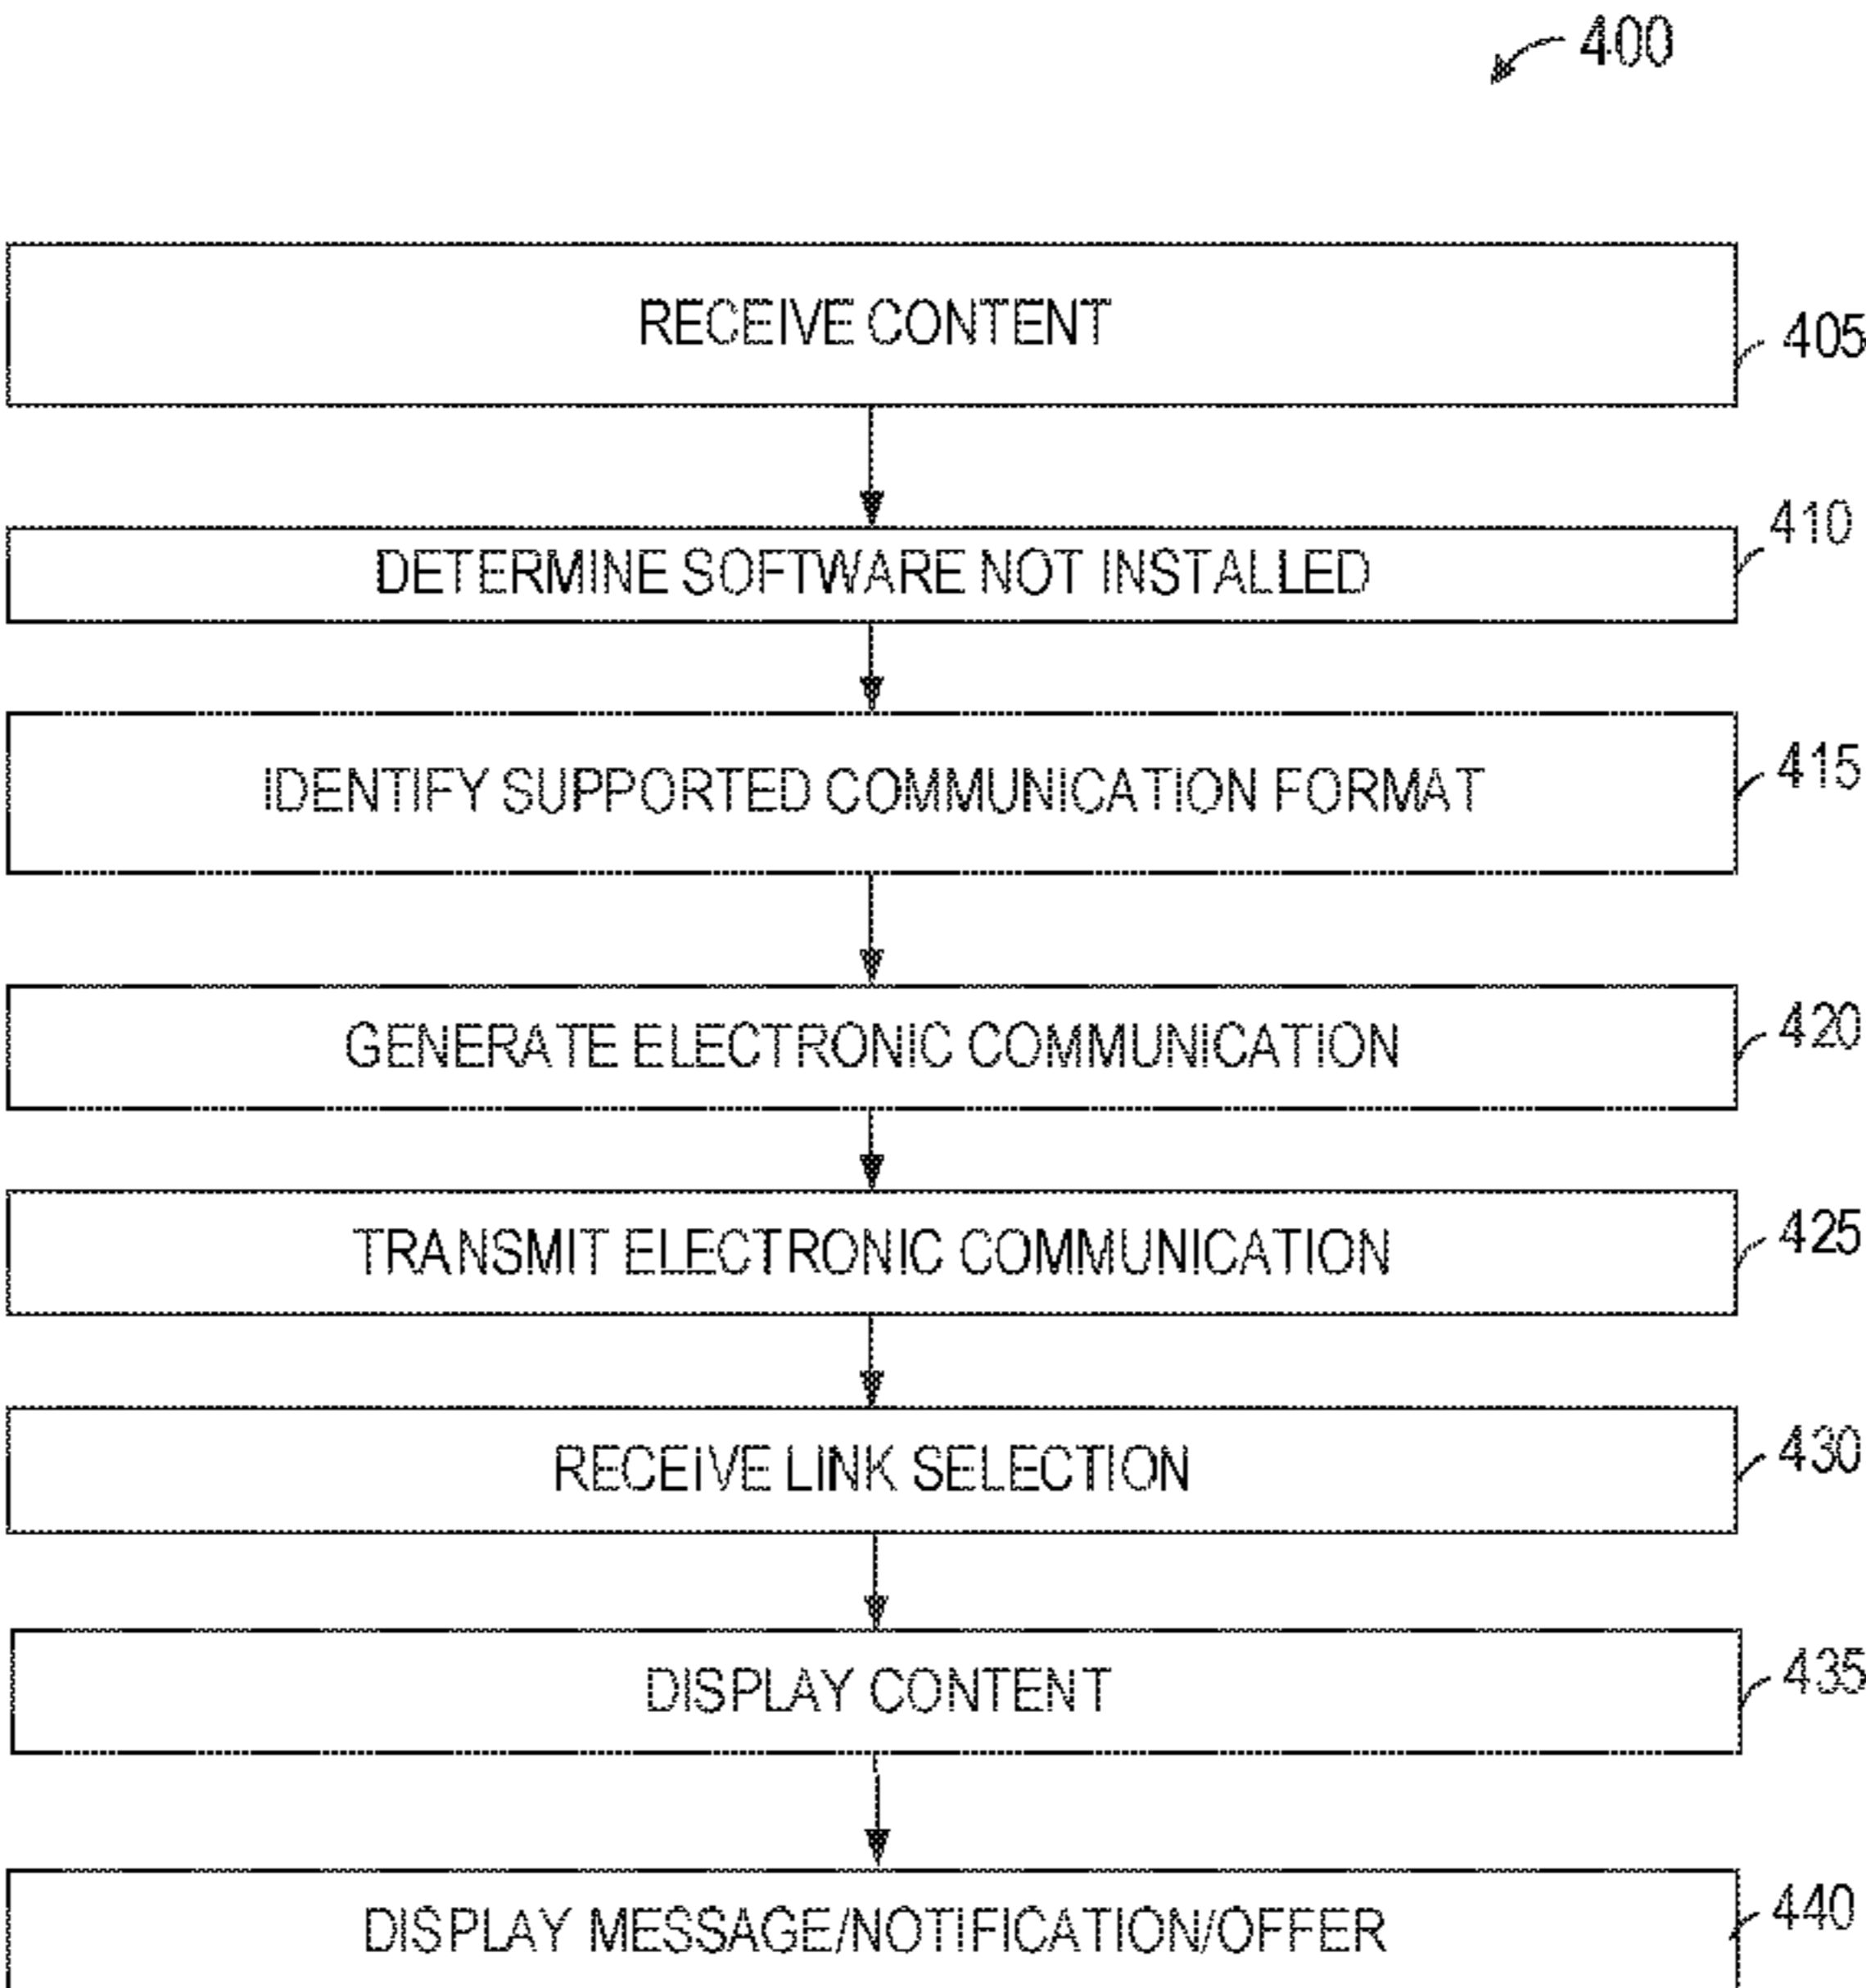 400
RECEIVE CONTENT
405
DETERMINE SOFTWARE NOT INSTALLED
410
IDENTIFY SUPPORTED COMMUNICATION FORMAT
415
GENERATE ELECTRONIC COMMUNICATION
420
TRANSMIT ELECTRONIC COMMUNICATION
425
RECEIVE LINK SELECTION
430
DISPLAY CONTENT
435
DISPLAY MESSAGE/NOTIFICATION/OFFER
440